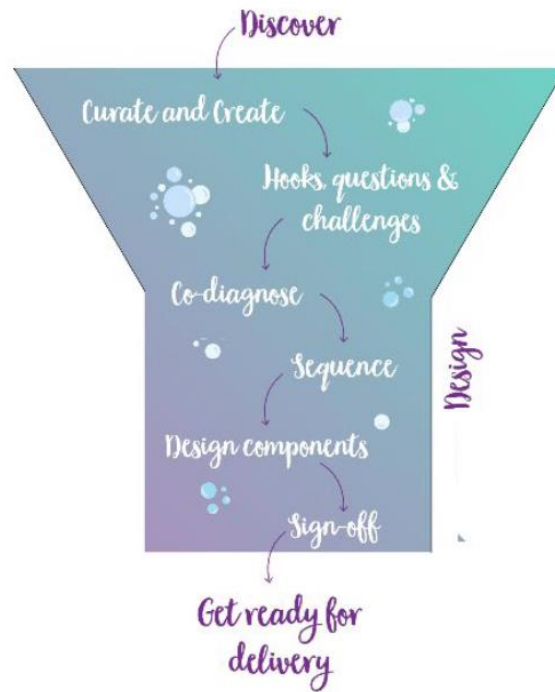 Discover
Curate and Create
Hooks, questions &
challenges
Co-diagnose
Sequence
Design
Design components
Sign-off
Get ready for
delivery